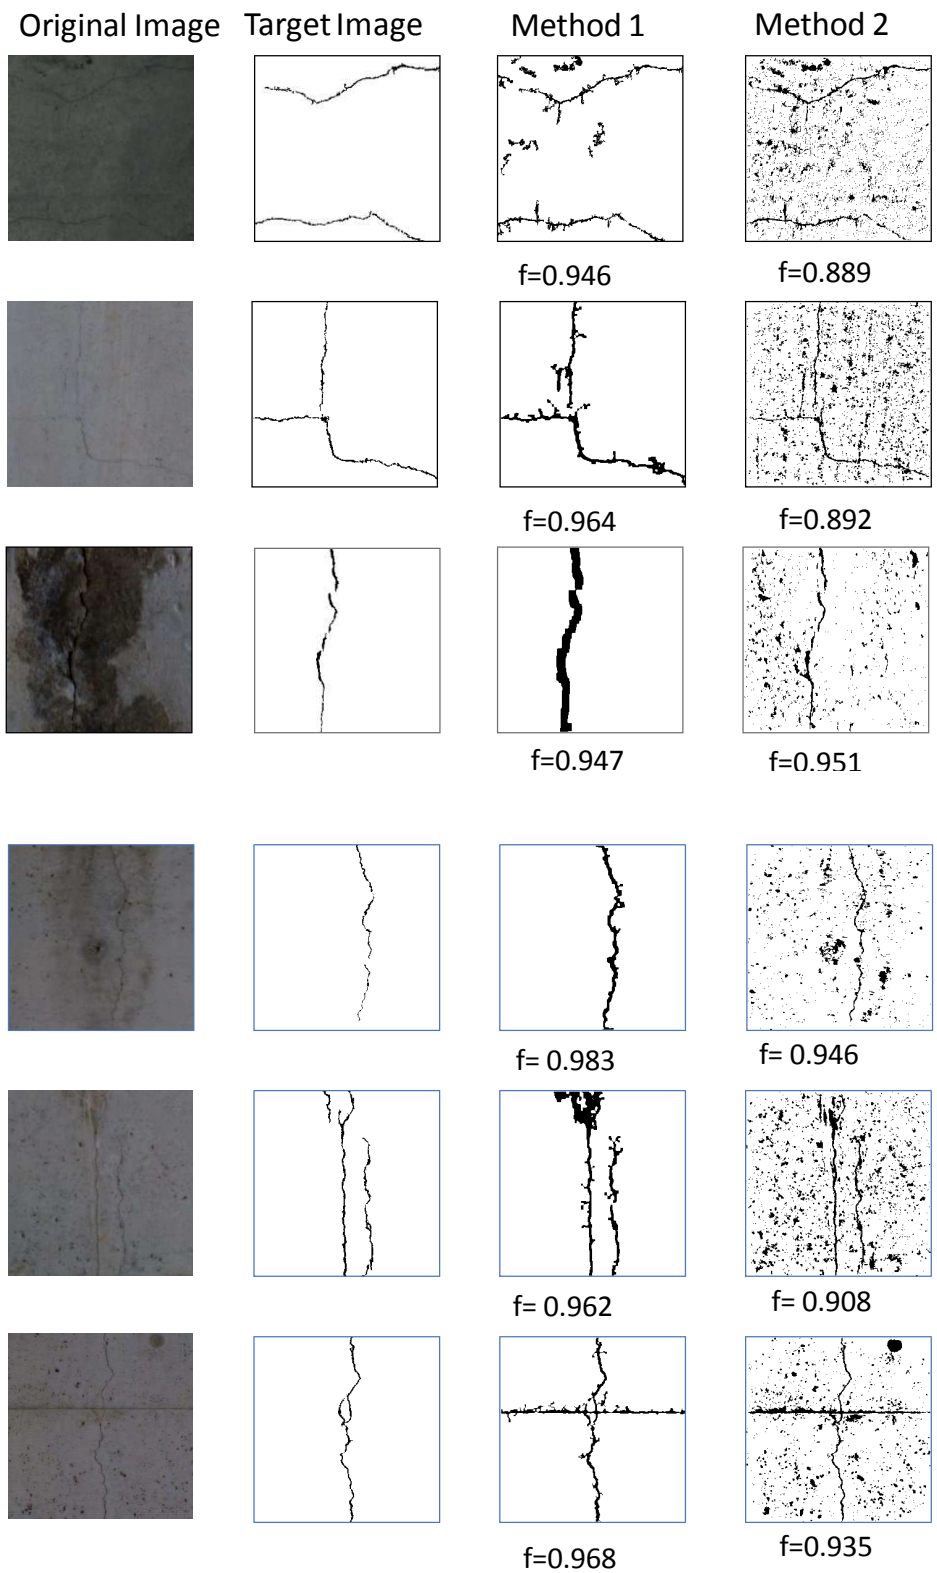 Original Image Target Image Method 1 Method 2
f=0.946 f=0.889
f=0.964 f=0.892
f=0.947 f=0.951
f= 0.983 f= 0.946
f= 0.962 f= 0.908
f=0.968 f=0.935